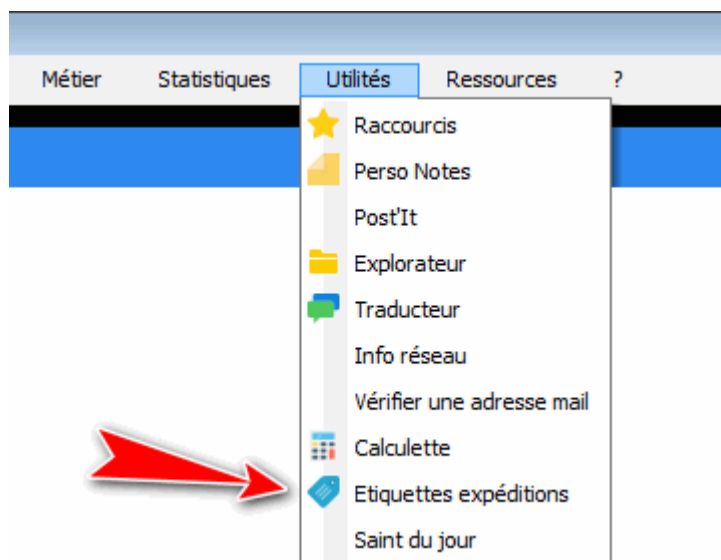 Métier Statistiques Utilités Ressources ?
Raccourcis
Perso Notes
Post'It
Explorateur
Traducteur
Info réseau
Vérifier une adresse mail
Calculette
Etiquettes expéditions
Saint du jour